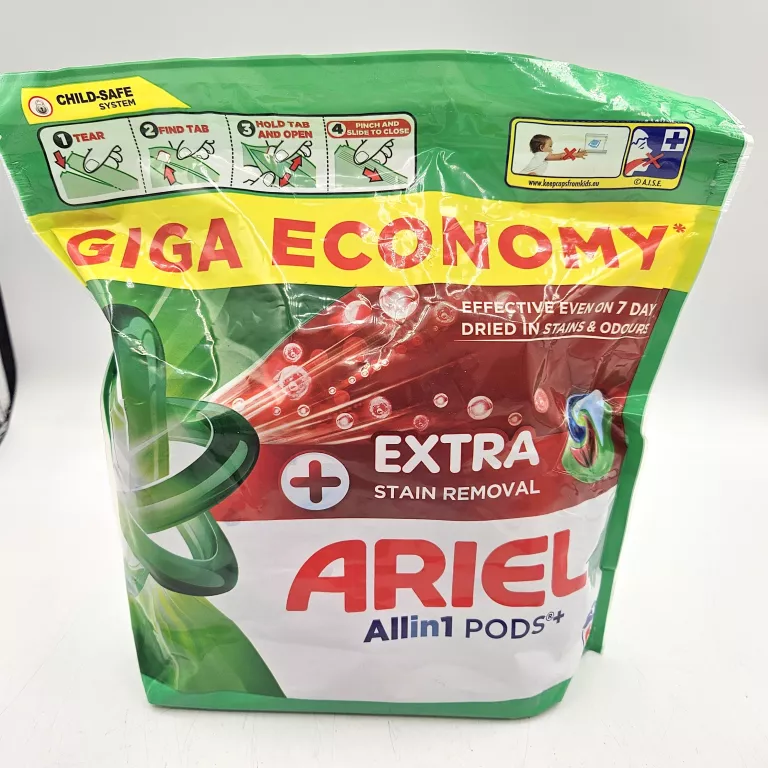 CHILD-SAFE
SYSTEM
1 TEAR
2 FIND TAB
3 HOLD TAB
AND OPEN
4 PINCH AND
SLIDE TO CLOSE
www.keepcapsfromkids.eu
© A.I.S.E.
GIGA ECONOMY*
EFFECTIVE EVEN ON 7 DAY
DRIED IN STAINS & ODOURS
EXTRA
STAIN REMOVAL
ARIEL
Allin1 PODS®+